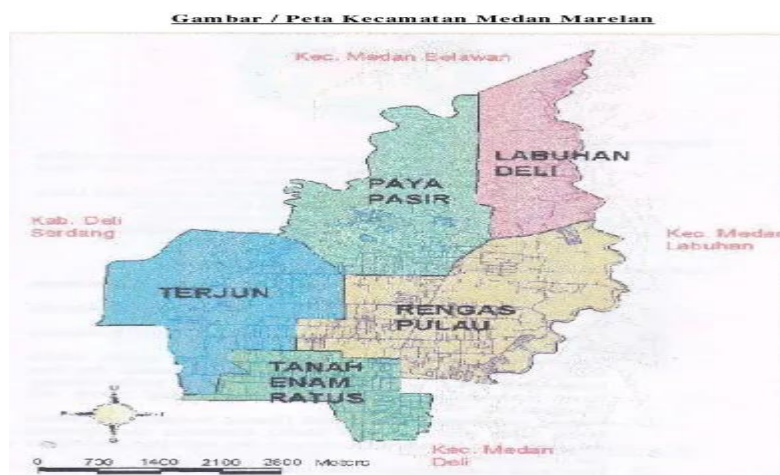 Gambar / Peta Kecamatan Medan Marelan
Kec. Medan Belawan
LABUHAN
DELI
PAYA
PASIR
Kab. Deli
Serdang
Kec. Medan
Labuhan
TERJUN
RENGAS
PULAU
TANAH
ENAM
RATUS
U
Kec. Medan
Deli
0 700 1400 2100 2800 Meters